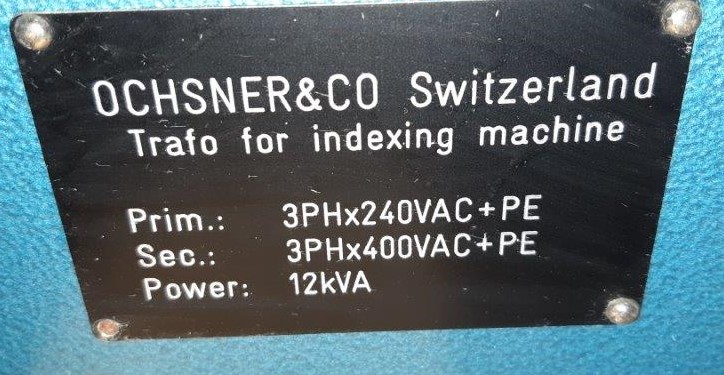 OCHSNER&CO Switzerland
Trafo for indexing machine
Prim.: 3PHx240VAC+PE
Sec.: 3PHx400VAC+PE
Power: 12kVA